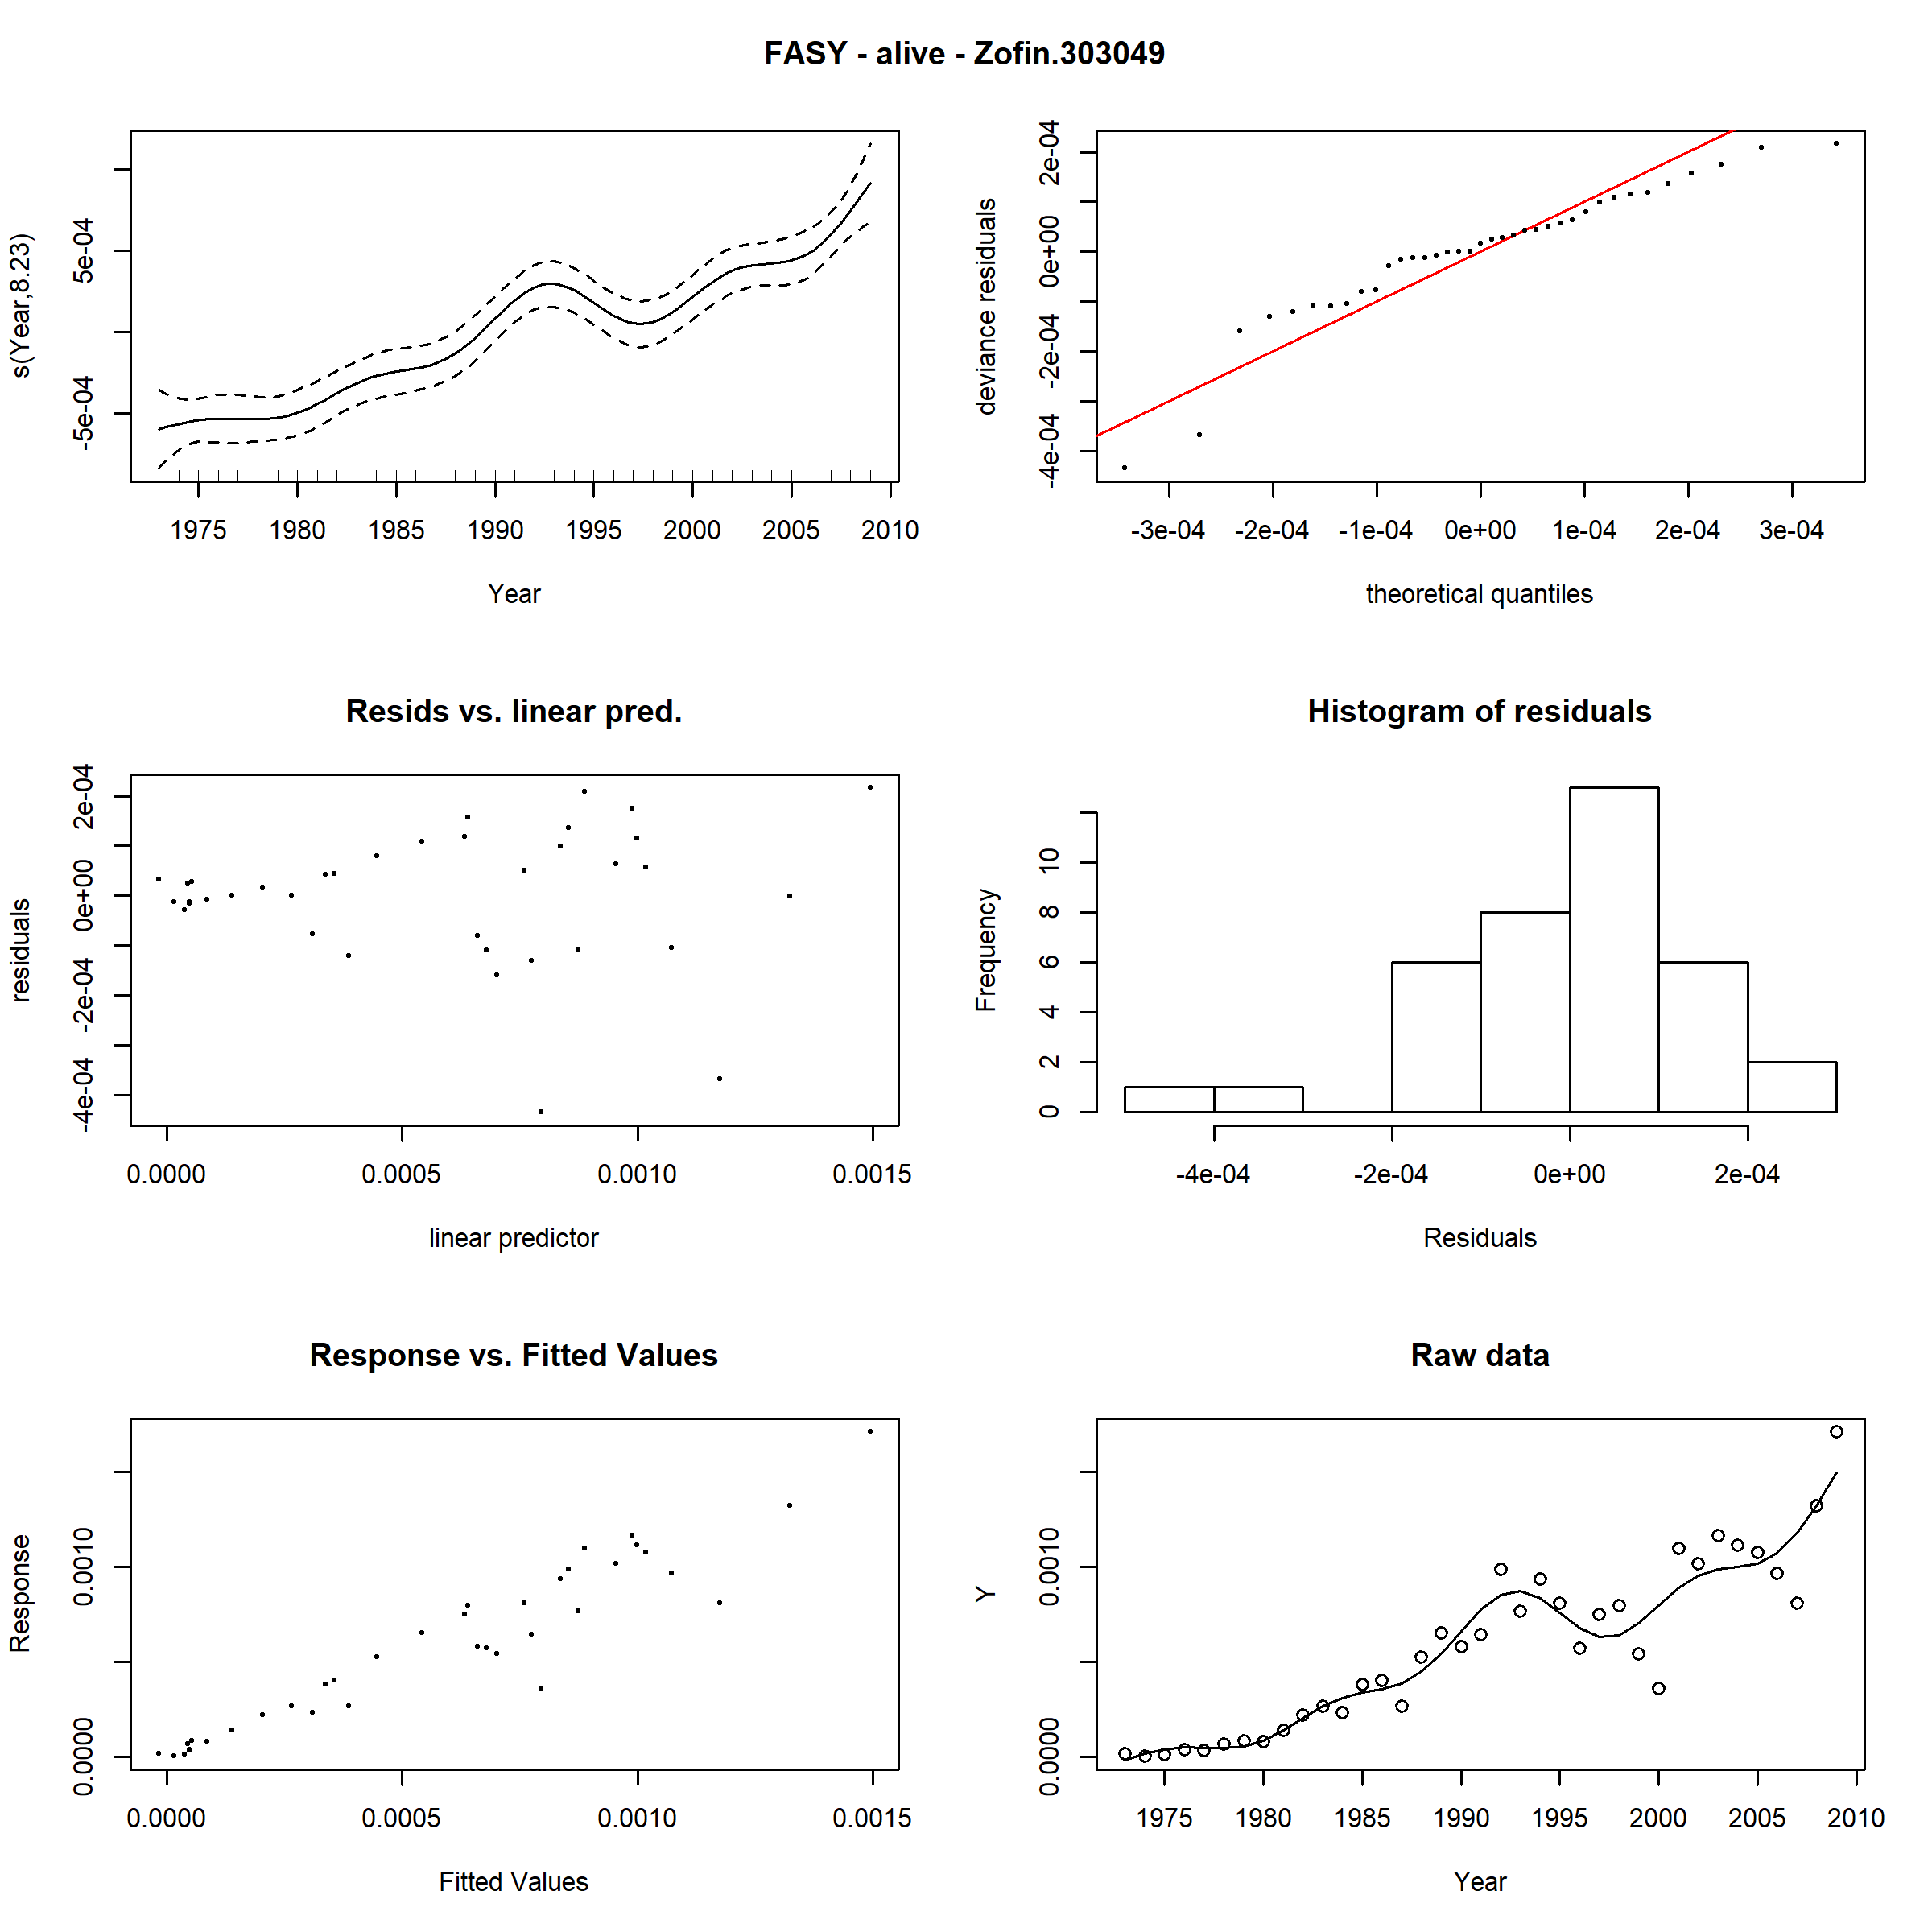 FASY - alive - Zofin.303049
s(Year,8.23)
-5e-04 5e-04
1975 1980 1985 1990 1995 2000 2005 2010
Year
deviance residuals
-4e-04 -2e-04 0e+00 2e-04
-3e-04 -2e-04 -1e-04 0e+00 1e-04 2e-04 3e-04
theoretical quantiles
Resids vs. linear pred.
residuals
-4e-04 -2e-04 0e+00 2e-04
0.0000 0.0005 0.0010 0.0015
linear predictor
Histogram of residuals
Frequency
0 2 4 6 8 10
-4e-04 -2e-04 0e+00 2e-04
Residuals
Response vs. Fitted Values
Response
0.0000 0.0010
0.0000 0.0005 0.0010 0.0015
Fitted Values
Raw data
Y
0.0000 0.0010
1975 1980 1985 1990 1995 2000 2005 2010
Year